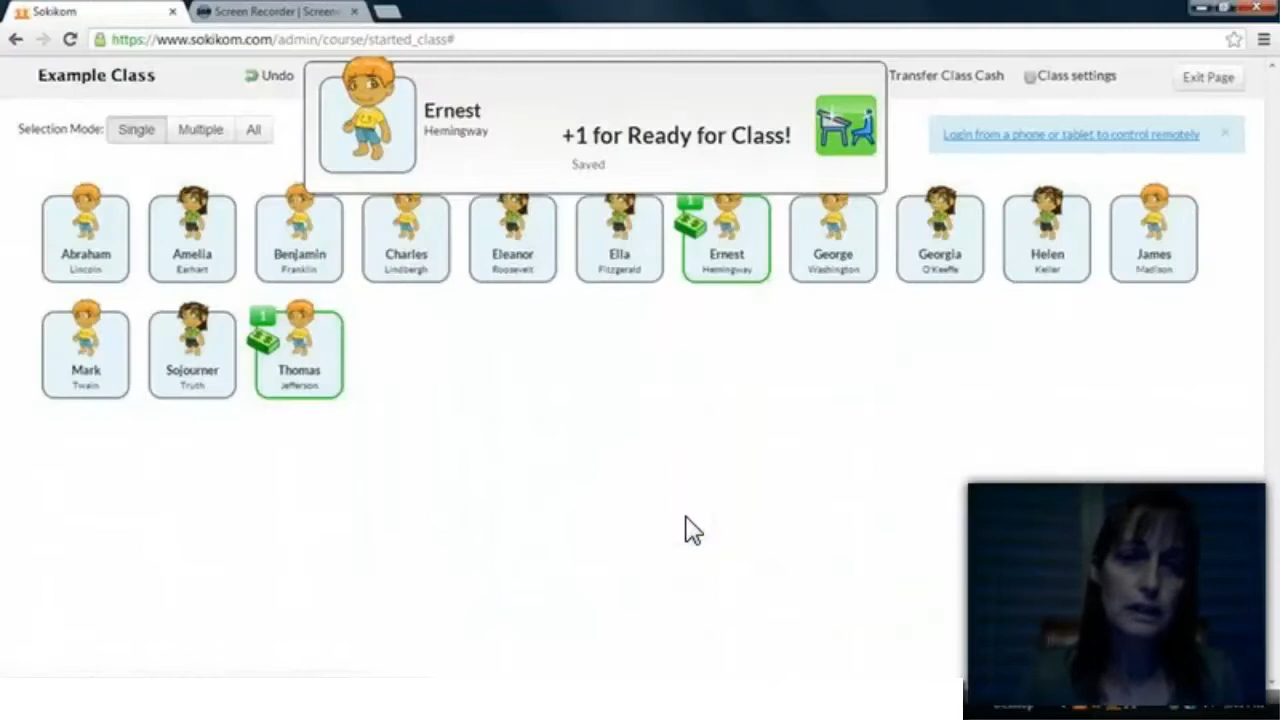 Sokikom
Screen Recorder | Screen
https://www.sokikom.com/admin/course/started_class#
Example Class
Undo
Transfer Class Cash
Class settings
Exit Page
Ernest
Hemingway
+1 for Ready for Class!
Saved
Selection Mode:
Single
Multiple
All
Login from a phone or tablet to control remotely
Abraham
Lincoln
Amelia
Earhart
Benjamin
Franklin
Charles
Lindbergh
Eleanor
Roosevelt
Ella
Fitzgerald
1
Ernest
Hemingway
George
Washington
Georgia
O'Keeffe
Helen
Keller
James
Madison
Mark
Twain
Sojourner
Truth
1
Thomas
Jefferson
Desktop